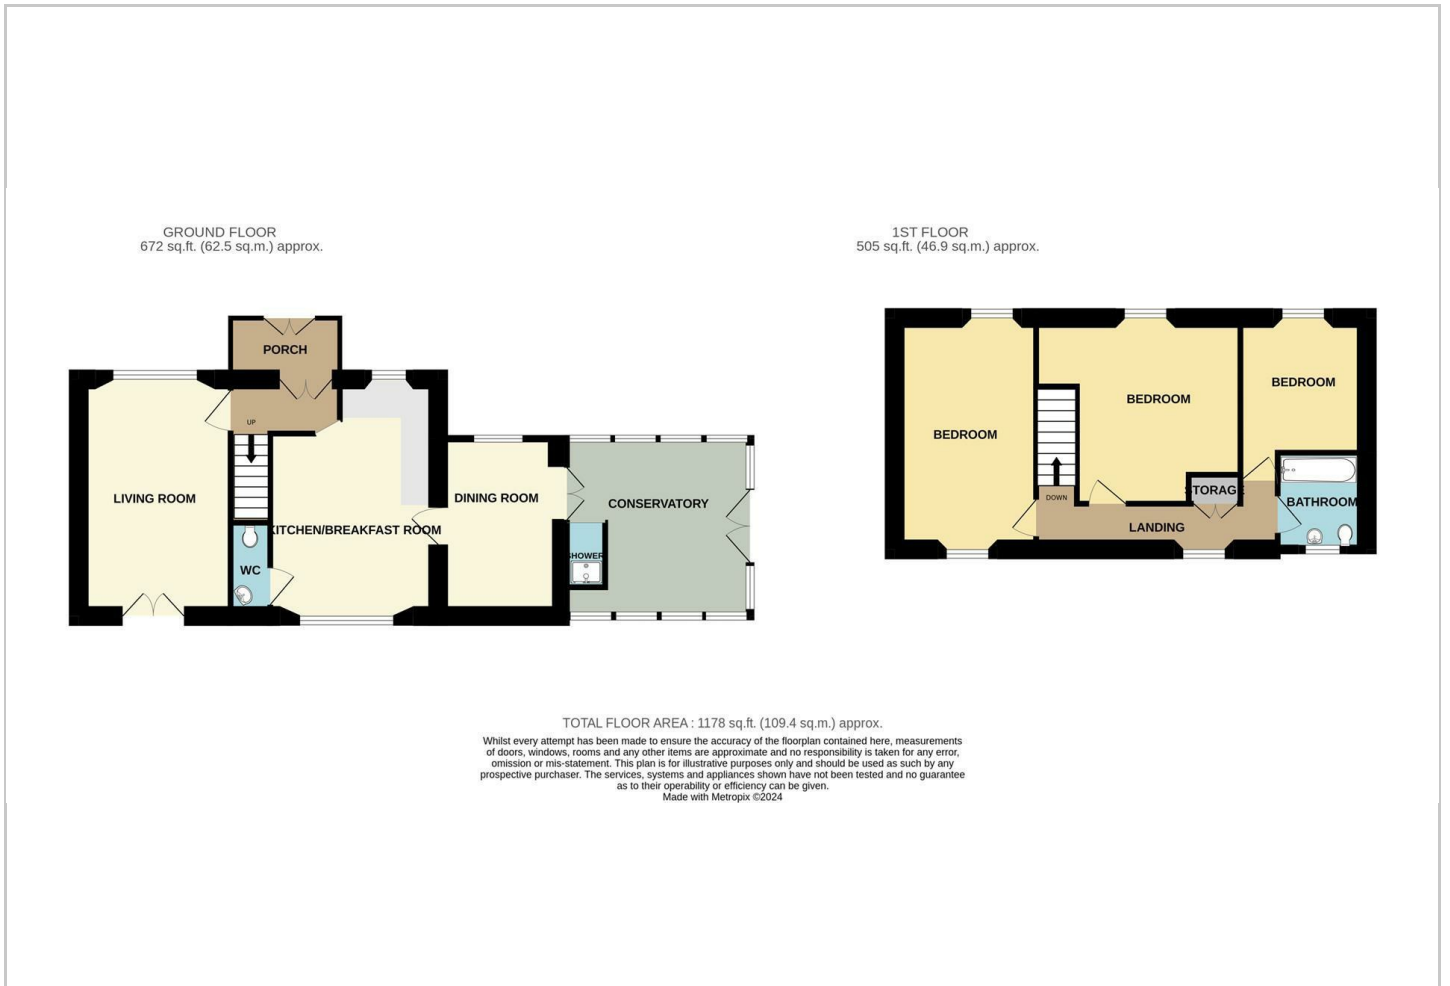 GROUND FLOOR
672 sq.ft. (62.5 sq.m.) approx.
1ST FLOOR
505 sq.ft. (46.9 sq.m.) approx.
PORCH
UP
LIVING ROOM
KITCHEN/BREAKFAST ROOM
WC
DINING ROOM
CONSERVATORY
SHOWER
BEDROOM
BEDROOM
BEDROOM
DOWN
STORAGE
LANDING
BATHROOM
TOTAL FLOOR AREA : 1178 sq.ft. (109.4 sq.m.) approx.
Whilst every attempt has been made to ensure the accuracy of the floorplan contained here, measurements
of doors, windows, rooms and any other items are approximate and no responsibility is taken for any error,
omission or mis-statement. This plan is for illustrative purposes only and should be used as such by any
prospective purchaser. The services, systems and appliances shown have not been tested and no guarantee
as to their operability or efficiency can be given.
Made with Metropix ©2024